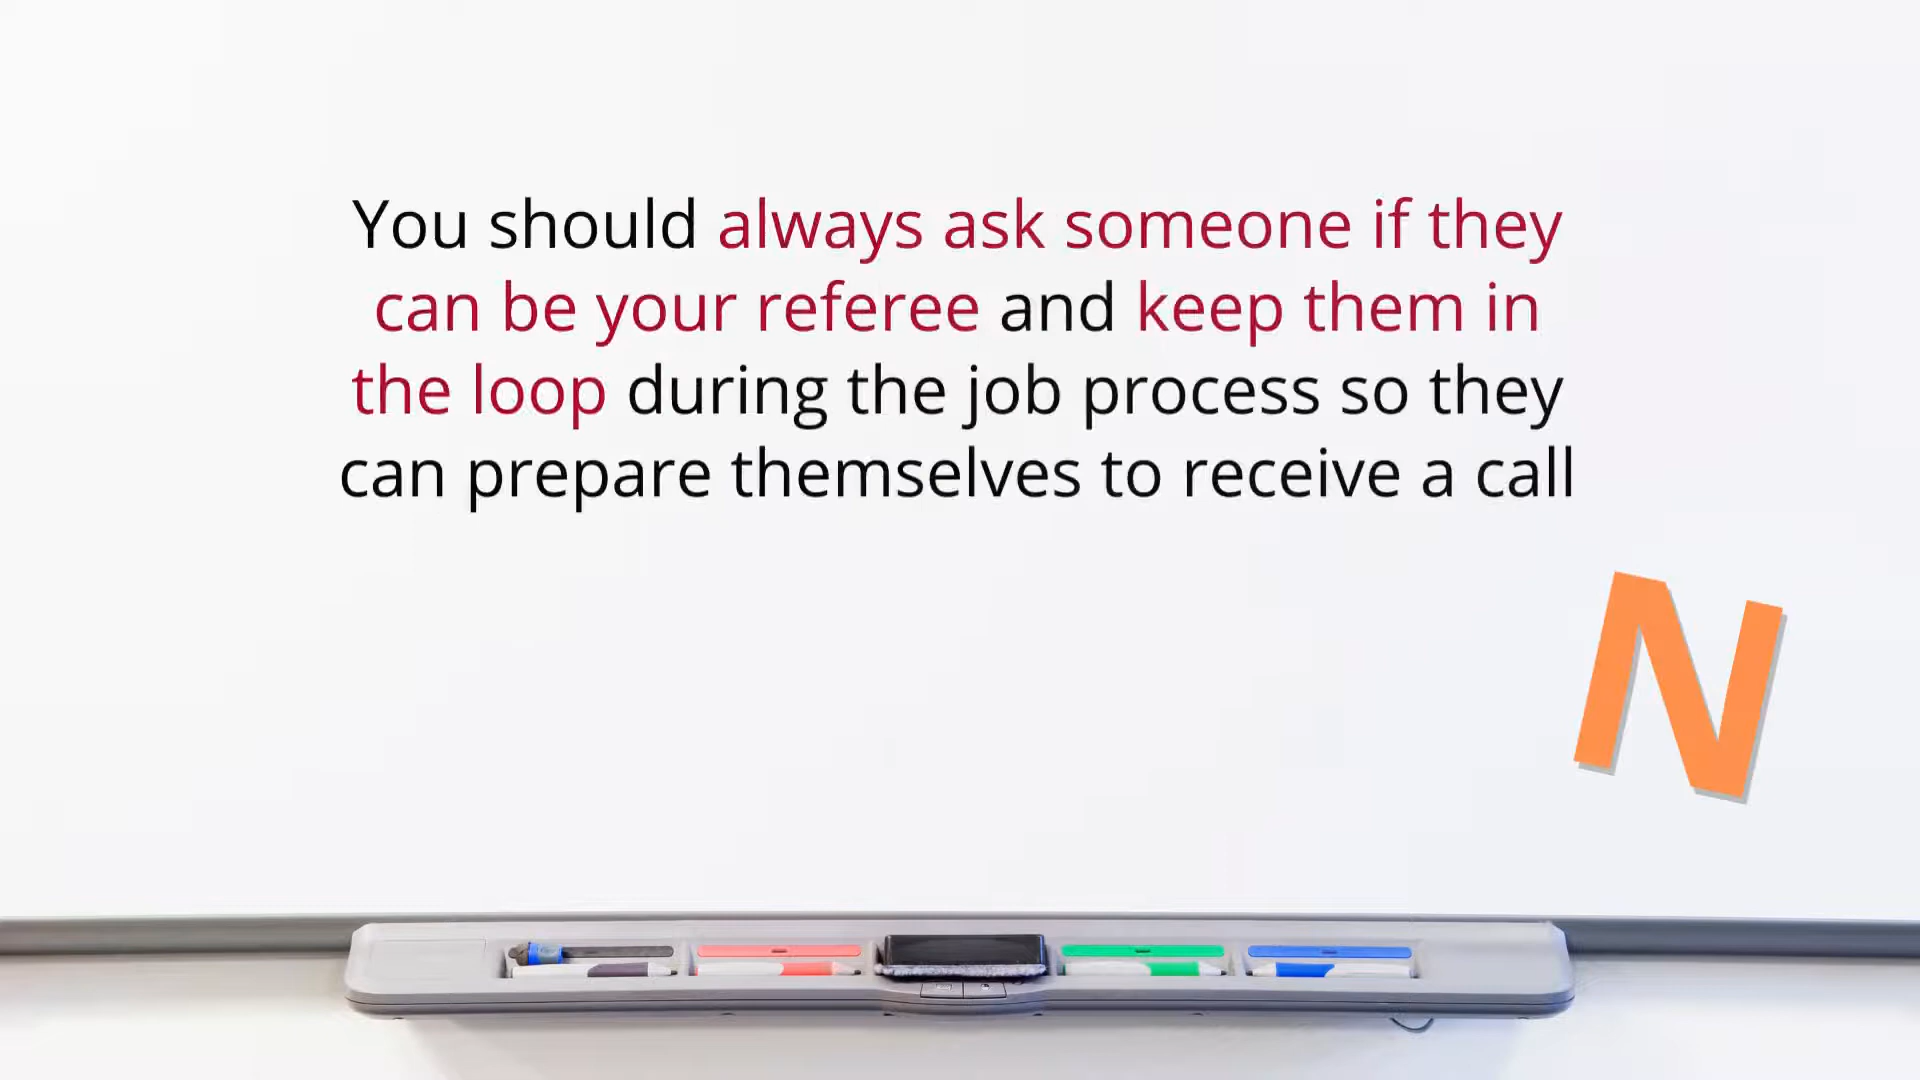 You should always ask someone if they
can be your referee and keep them in
the loop during the job process so they
can prepare themselves to receive a call
N